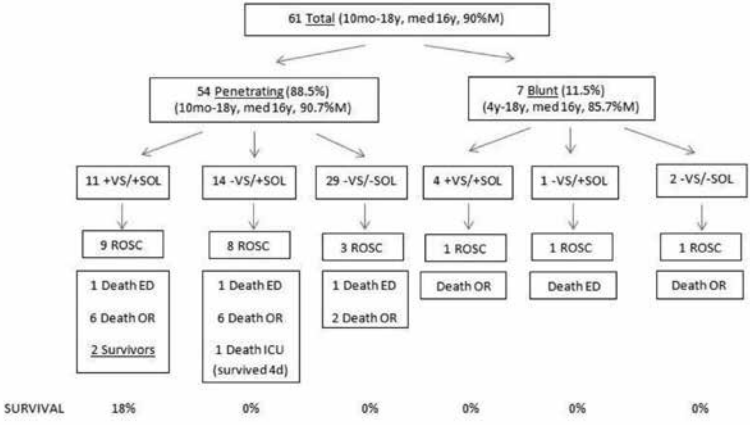 61 Total (10mo-18y, med 16y, 90%M)
54 Penetrating (88.5%)
(10mo-18y, med 16y, 90.7%M)
7 Blunt (11.5%)
(4y-18y, med 16y, 85.7%M)
11 +VS/+SOL
14 -VS/+SOL
29 -VS/-SOL
4 +VS/+SOL
1 -VS/+SOL
2 -VS/-SOL
9 ROSC
8 ROSC
3 ROSC
1 ROSC
1 ROSC
1 ROSC
1 Death ED
6 Death OR
2 Survivors
1 Death ED
6 Death OR
1 Death ICU
(survived 4d)
1 Death ED
2 Death OR
Death OR
Death ED
Death OR
SURVIVAL 18% 0% 0% 0% 0% 0%